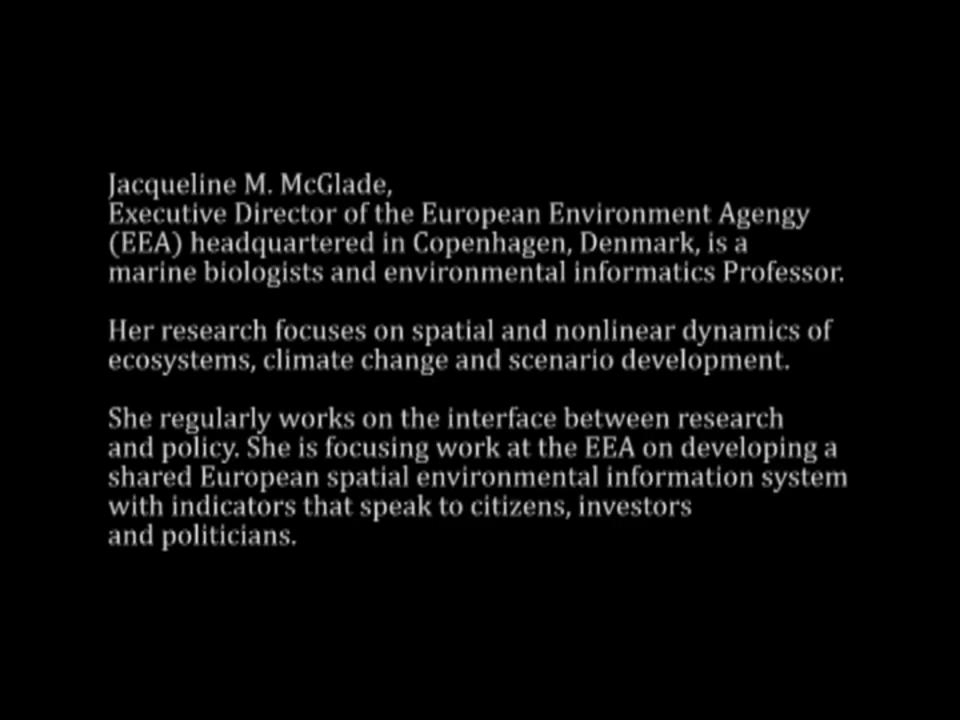 Jacqueline M. McGlade,
Executive Director of the European Environment Agengy
(EEA) headquartered in Copenhagen, Denmark, is a
marine biologists and environmental informatics Professor.
Her research focuses on spatial and nonlinear dynamics of
ecosystems, climate change and scenario development.
She regularly works on the interface between research
and policy. She is focusing work at the EEA on developing a
shared European spatial environmental information system
with indicators that speak to citizens, investors
and politicians.